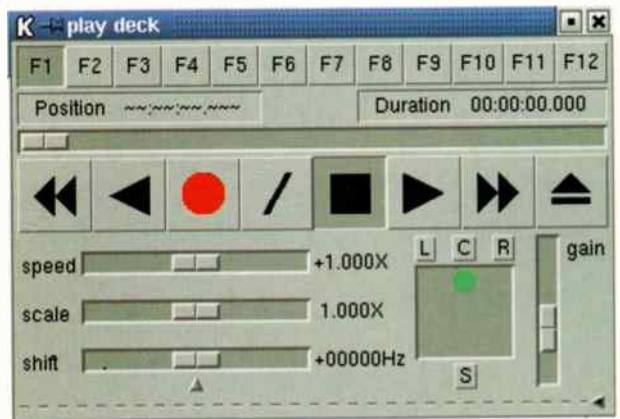 K play deck
F1 F2 F3 F4 F5 F6 F7 F8 F9 F10 F11 F12
Position ~~:~~:~~.~~~ Duration 00:00:00.000
speed +1.000X L C R gain
scale 1.000X
shift +00000Hz S